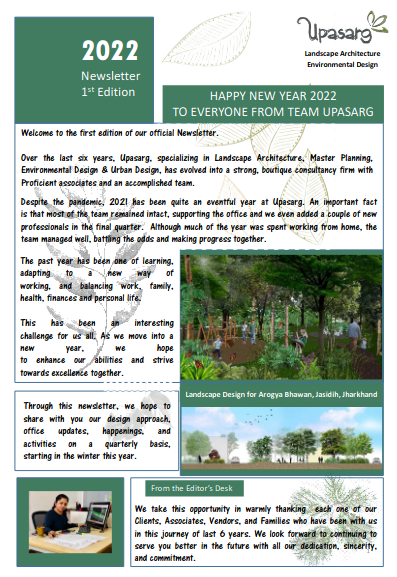 2022
Newsletter
1st Edition
Upasarg
Landscape Architecture
Environmental Design
HAPPY NEW YEAR 2022
TO EVERYONE FROM TEAM UPASARG
Welcome to the first edition of our official Newsletter.
Over the last six years, Upasarg, specializing in Landscape Architecture, Master Planning,
Environmental Design & Urban Design, has evolved into a strong, boutique consultancy firm with
Proficient associates and an accomplished team.
Despite the pandemic, 2021 has been quite an eventful year at Upasarg. An important fact
is that most of the team remained intact, supporting the office and we even added a couple of new
professionals in the final quarter. Although much of the year was spent working from home, the
team managed well, battling the odds and making progress together.
The past year has been one of learning,
adapting to a new way of
working, and balancing work, family,
health, finances and personal life.
This has been an interesting
challenge for us all. As we move into a
new year, we hope
to enhance our abilities and strive
towards excellence together.
Landscape Design for Arogya Bhawan, Jasidih, Jharkhand
Through this newsletter, we hope to
share with you our design approach,
office updates, happenings, and
activities on a quarterly basis,
starting in the winter this year.
From the Editor's Desk
We take this opportunity in warmly thanking each one of our
Clients, Associates, Vendors, and Families who have been with us
in this journey of last 6 years. We look forward to continuing to
serve you better in the future with all our dedication, sincerity,
and commitment.